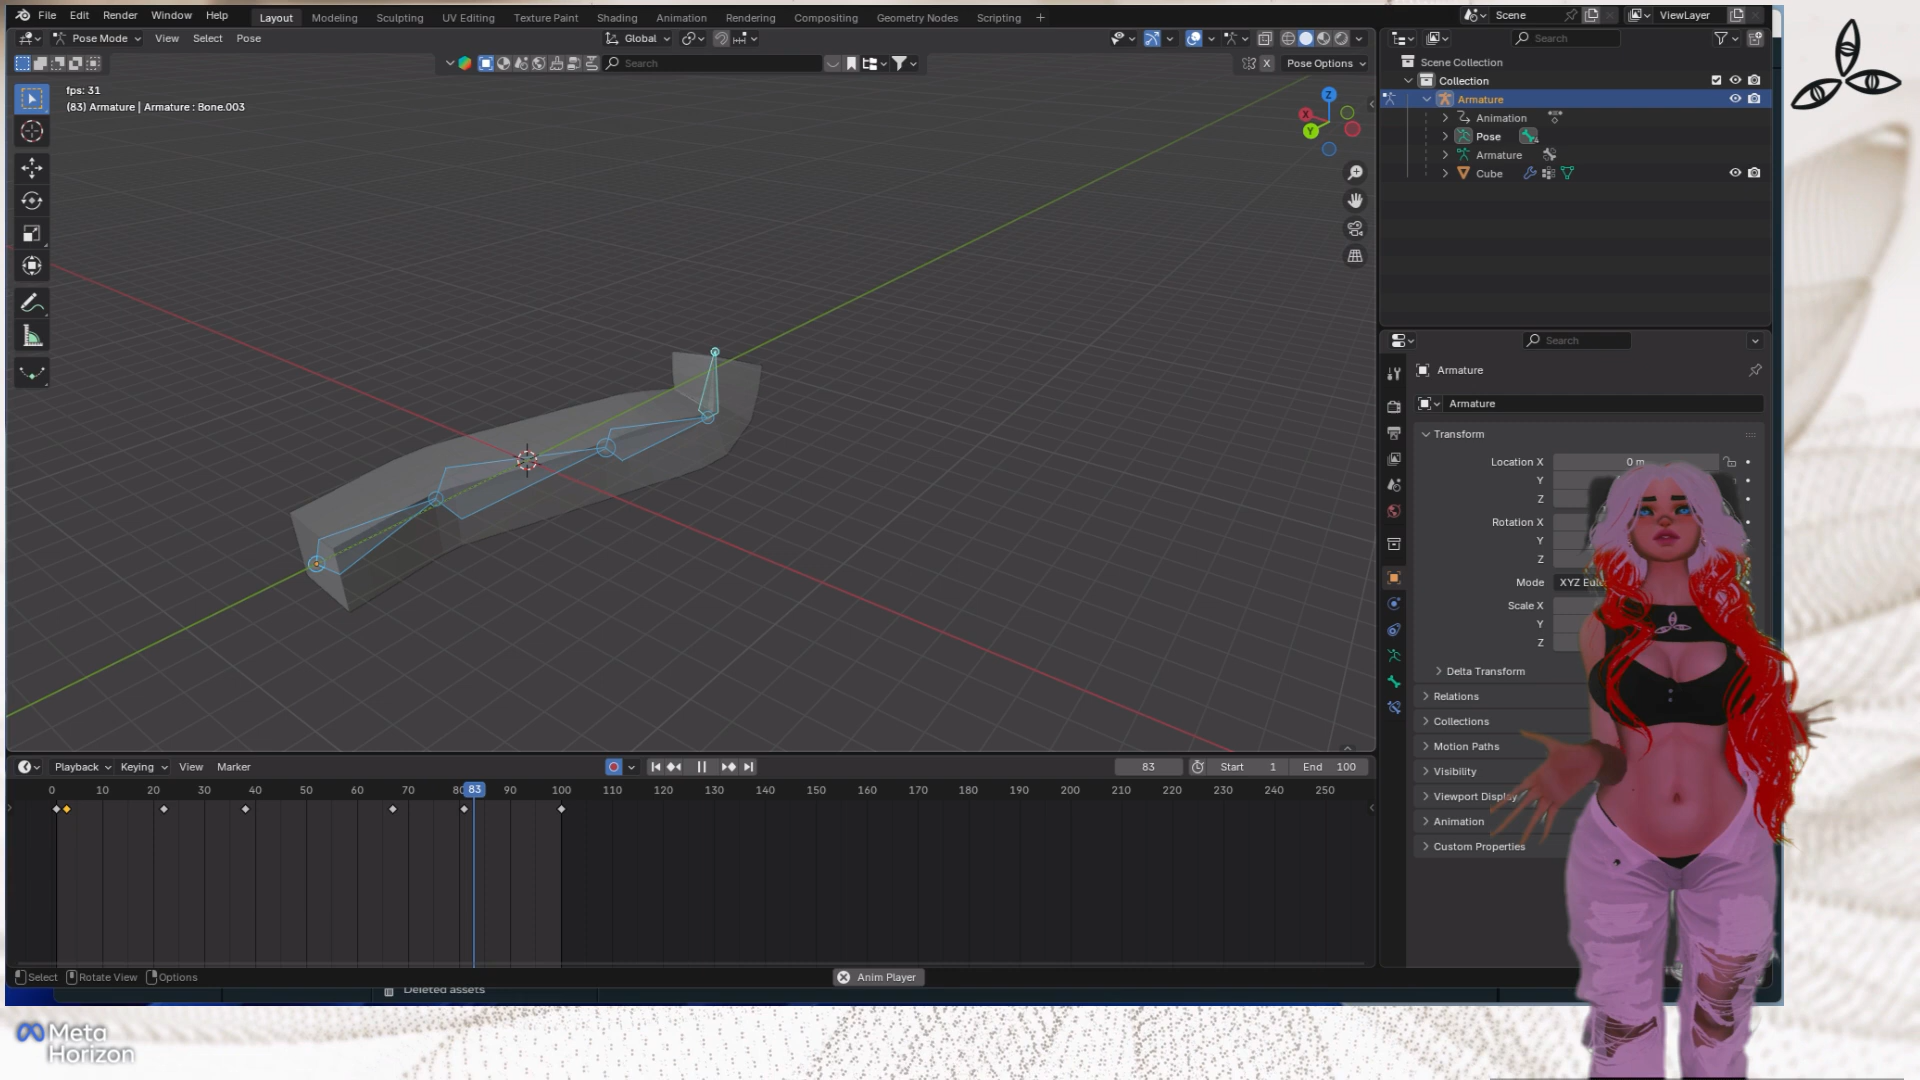 File Edit Render Window Help
Layout Modeling Sculpting UV Editing Texture Paint Shading Animation Rendering Compositing Geometry Nodes Scripting +
Scene
ViewLayer
Pose Mode View Select Pose
Global
Search
Search
X Pose Options
fps: 31
(83) Armature | Armature : Bone.003
Z
X
Y
Scene Collection
Collection
Armature
Animation
Pose
Armature
Cube
Search
Armature
Armature
Transform
Location X 0 m
Y
Z
Rotation X
Y
Z
Mode XYZ Eul
Scale X
Y
Z
Delta Transform
Relations
Collections
Motion Paths
Visibility
Viewport Display
Animation
Custom Properties
Playback Keying View Marker
83 Start 1 End 100
0 10 20 30 40 50 60 70 80 83 90 100 110 120 130 140 150 160 170 180 190 200 210 220 230 240 250
Select Rotate View Options
Anim Player
Deleted assets
Meta
Horizon